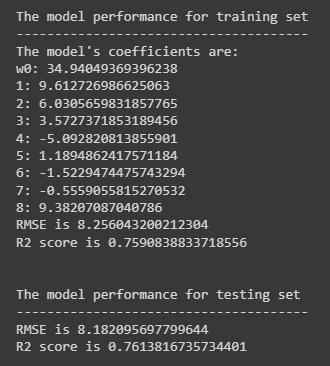 The model performance for training set
-------------------------------------
The model's coefficients are:
w0: 34.94049369396238
1: 9.612726986625063
2: 6.0305659831857765
3: 3.5727371853189456
4: -5.092820813855901
5: 1.1894862417571184
6: -1.5229474475743294
7: -0.5559055815270532
8: 9.38207087040786
RMSE is 8.256043200212304
R2 score is 0.7590838833718556
The model performance for testing set
-------------------------------------
RMSE is 8.182095697799644
R2 score is 0.7613816735734401